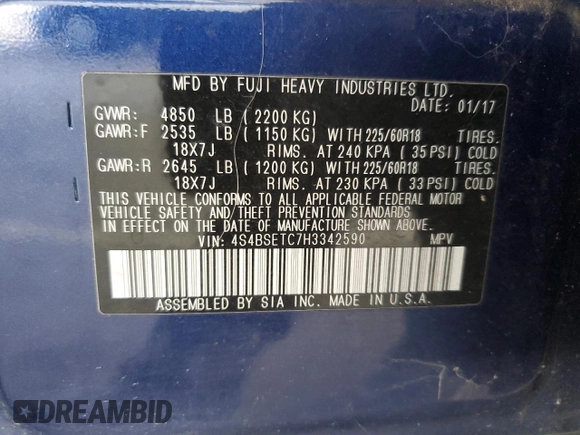 MFD BY FUJI HEAVY INDUSTRIES LTD.
DATE: 01/17
GVWR: 4850 LB ( 2200 KG)
GAWR:F 2535 LB ( 1150 KG) WITH 225/60R18 TIRES.
18X7J RIMS. AT 240 KPA ( 35 PSI) COLD
GAWR:R 2645 LB ( 1200 KG) WITH 225/60R18 TIRES.
18X7J RIMS. AT 230 KPA ( 33 PSI) COLD
THIS VEHICLE CONFORMS TO ALL APPLICABLE FEDERAL MOTOR
VEHICLE SAFETY AND/THEFT PREVENTION STANDARDS
IN EFFECT ON THE DATE OF MANUFACTURE SHOWN ABOVE.
VIN: 4S4BSETC7H3342590 MPV
ASSEMBLED BY SIA INC. MADE IN U.S.A.
DREAMBID